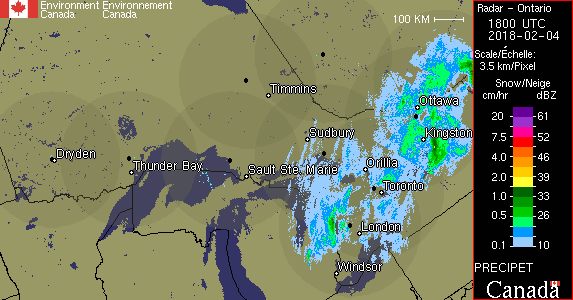 Environment Environnement
Canada Canada
100 KM
Timmins
Ottawa
Sudbury
Kingston
Dryden
Thunder Bay
Sault Ste. Marie
Orillia
Toronto
London
Windsor
Radar - Ontario
1800 UTC
2018-02-04
Scale/Échelle:
3.5 km/Pixel
Snow/Neige
cm/hr dBZ
20 61
7.5 52
4.0 46
2.0 39
1.0 33
0.5 26
0.1 10
PRECIPET
Canada